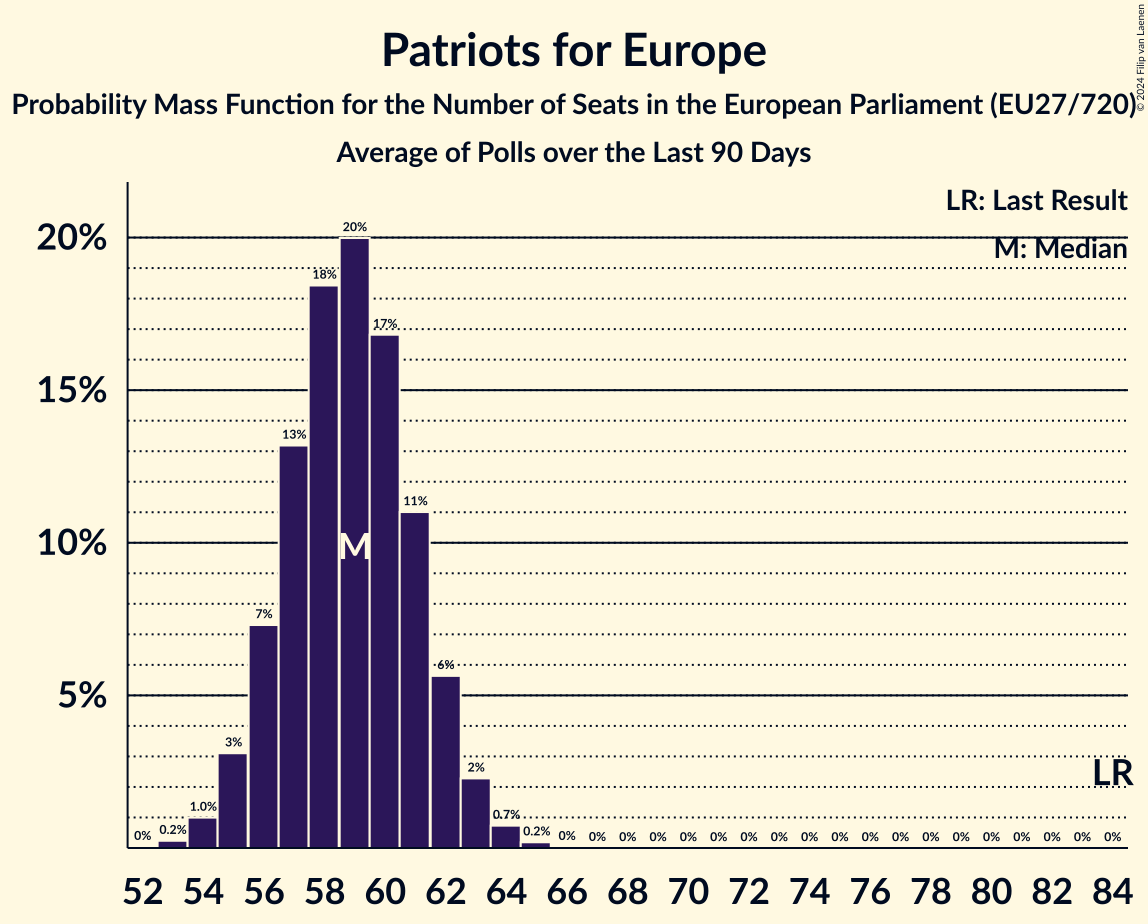 Patriots for Europe
Probability Mass Function for the Number of Seats in the European Parliament (EU27/720)
Average of Polls over the Last 90 Days
© 2024 Filip van Laenen
LR: Last Result
M: Median
20%
15%
10%
5%
0% 0.2% 1.0% 3% 7% 13% 18% 20% 17% 11% 6% 2% 0.7% 0.2% 0% 0% 0% 0% 0% 0% 0% 0% 0% 0% 0% 0% 0% 0% 0% 0% 0% 0% 0%
M
LR
52 54 56 58 60 62 64 66 68 70 72 74 76 78 80 82 84